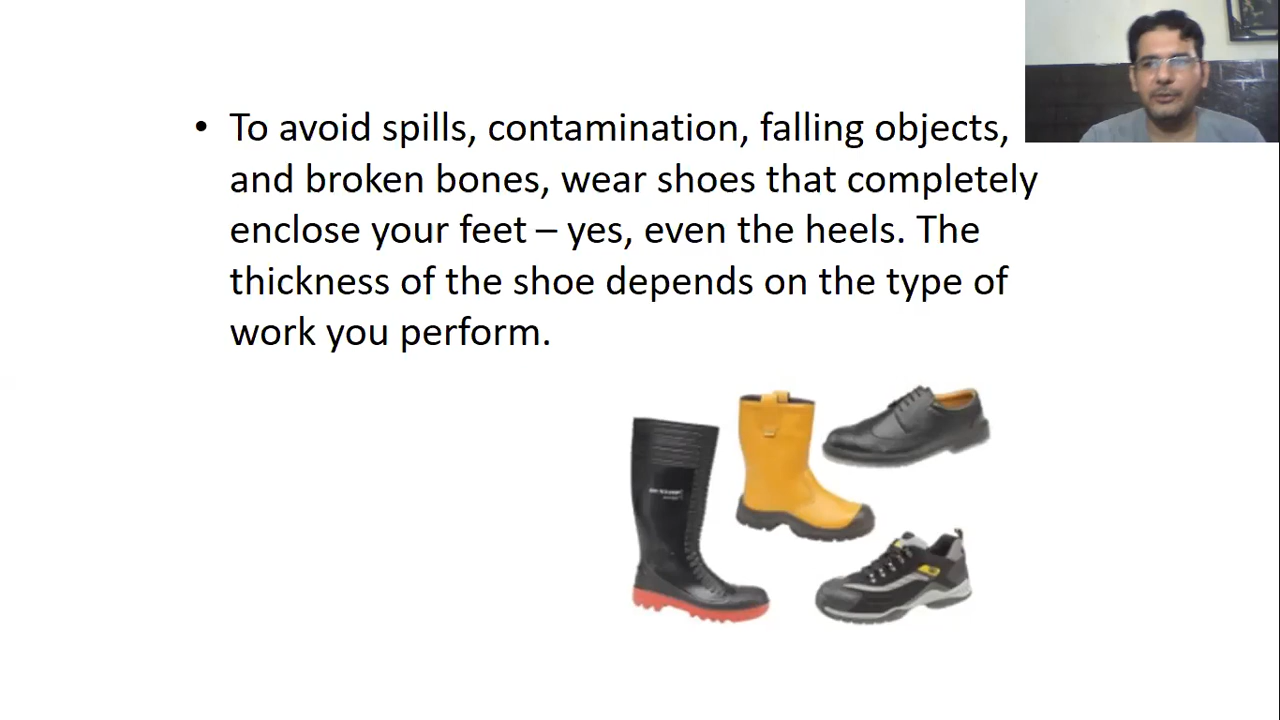 • To avoid spills, contamination, falling objects,
and broken bones, wear shoes that completely
enclose your feet – yes, even the heels. The
thickness of the shoe depends on the type of
work you perform.